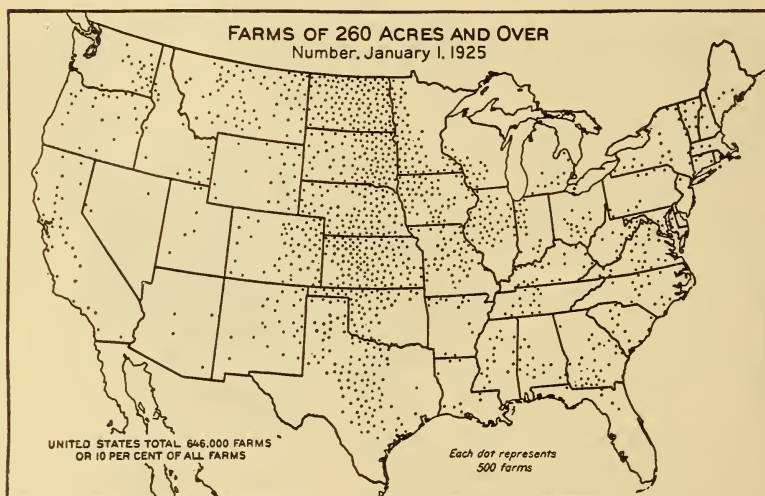 FARMS OF 260 ACRES AND OVER
Number, January 1, 1925
UNITED STATES TOTAL 646,000 FARMS
OR 10 PER CENT OF ALL FARMS
Each dot represents
500 farms